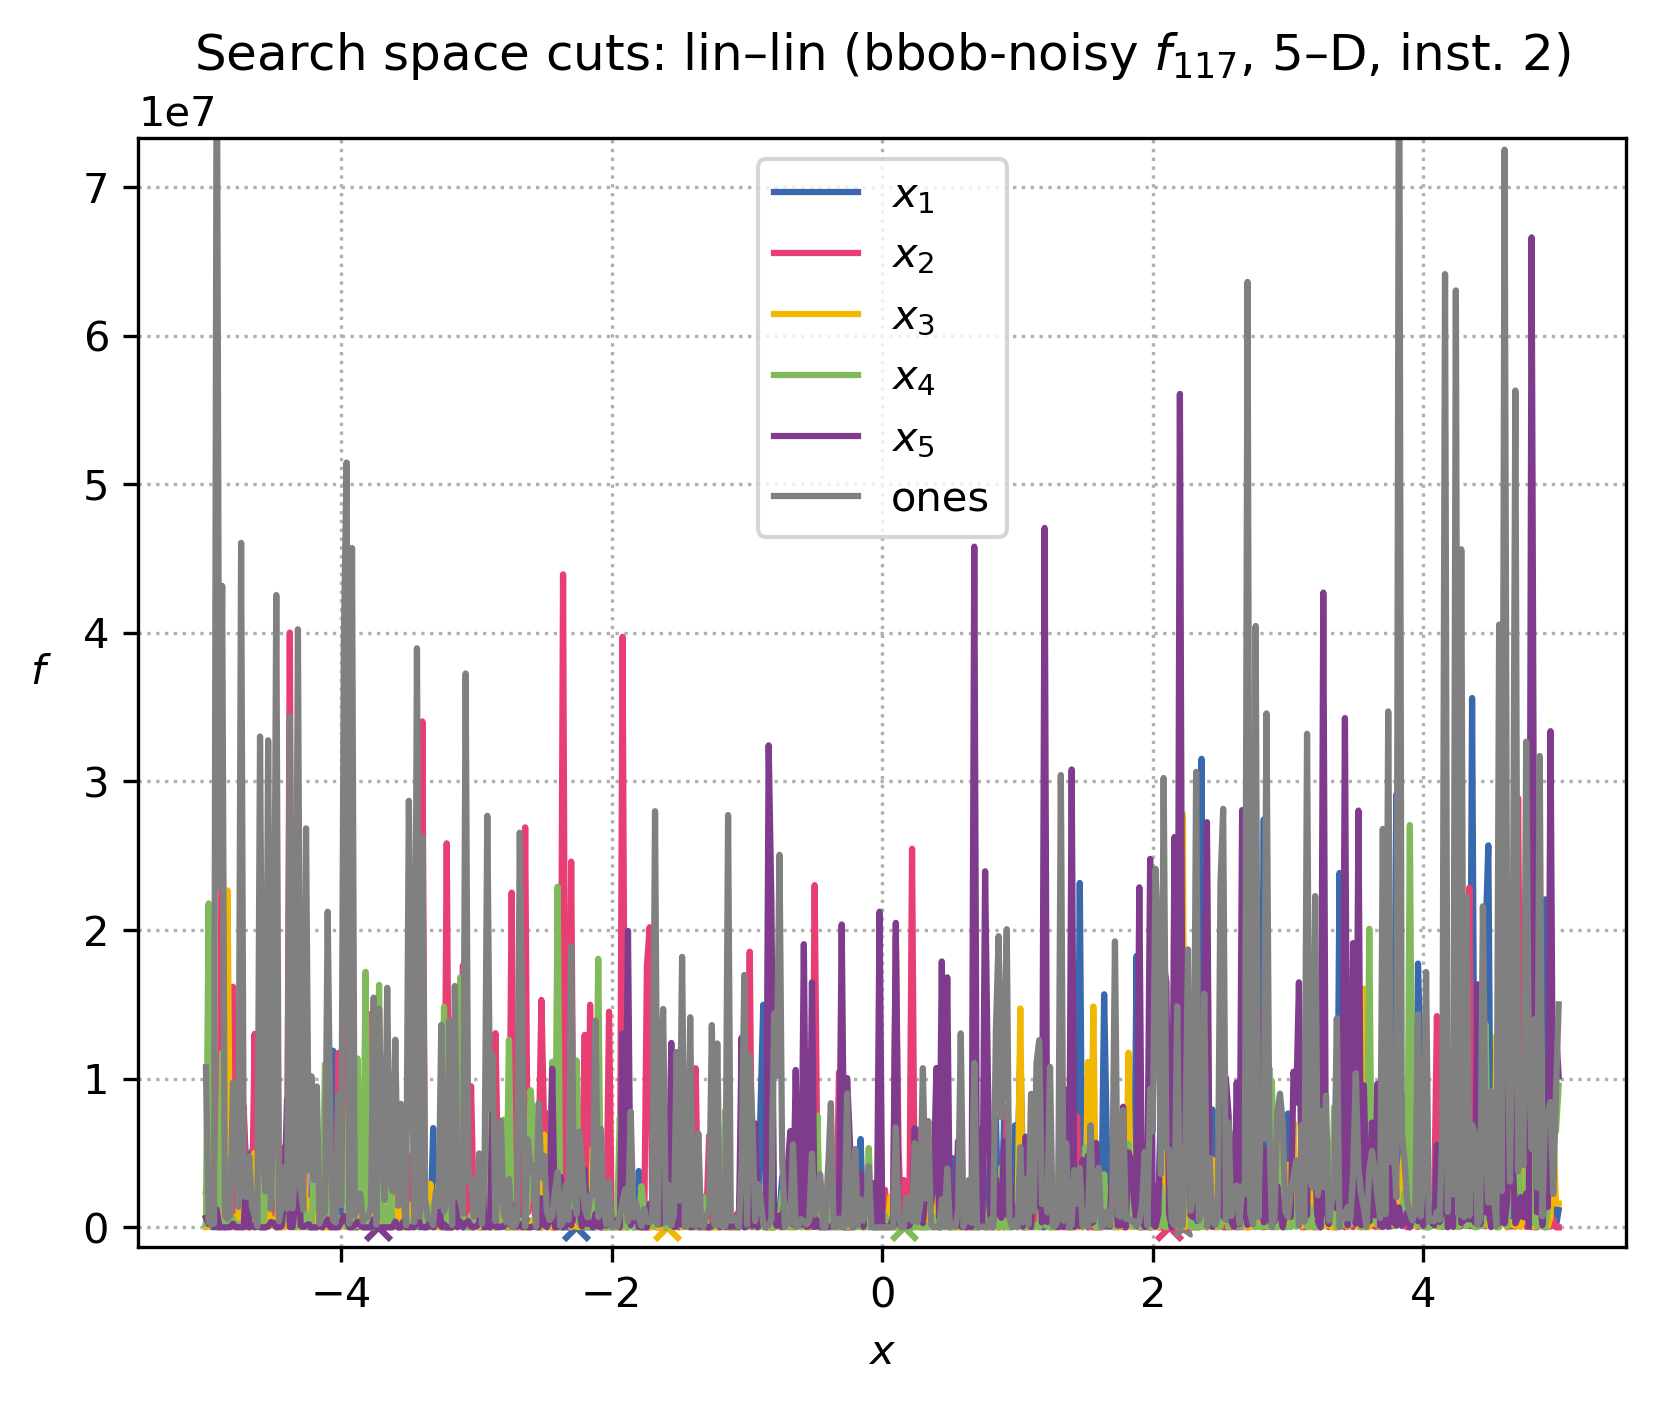 Search space cuts: lin–lin (bbob-noisy f₁₁₇, 5–D, inst. 2)
1e7
x₁
x₂
x₃
x₄
x₅
ones
7
6
5
4
3
2
1
0
f
−4 −2 0 2 4
x